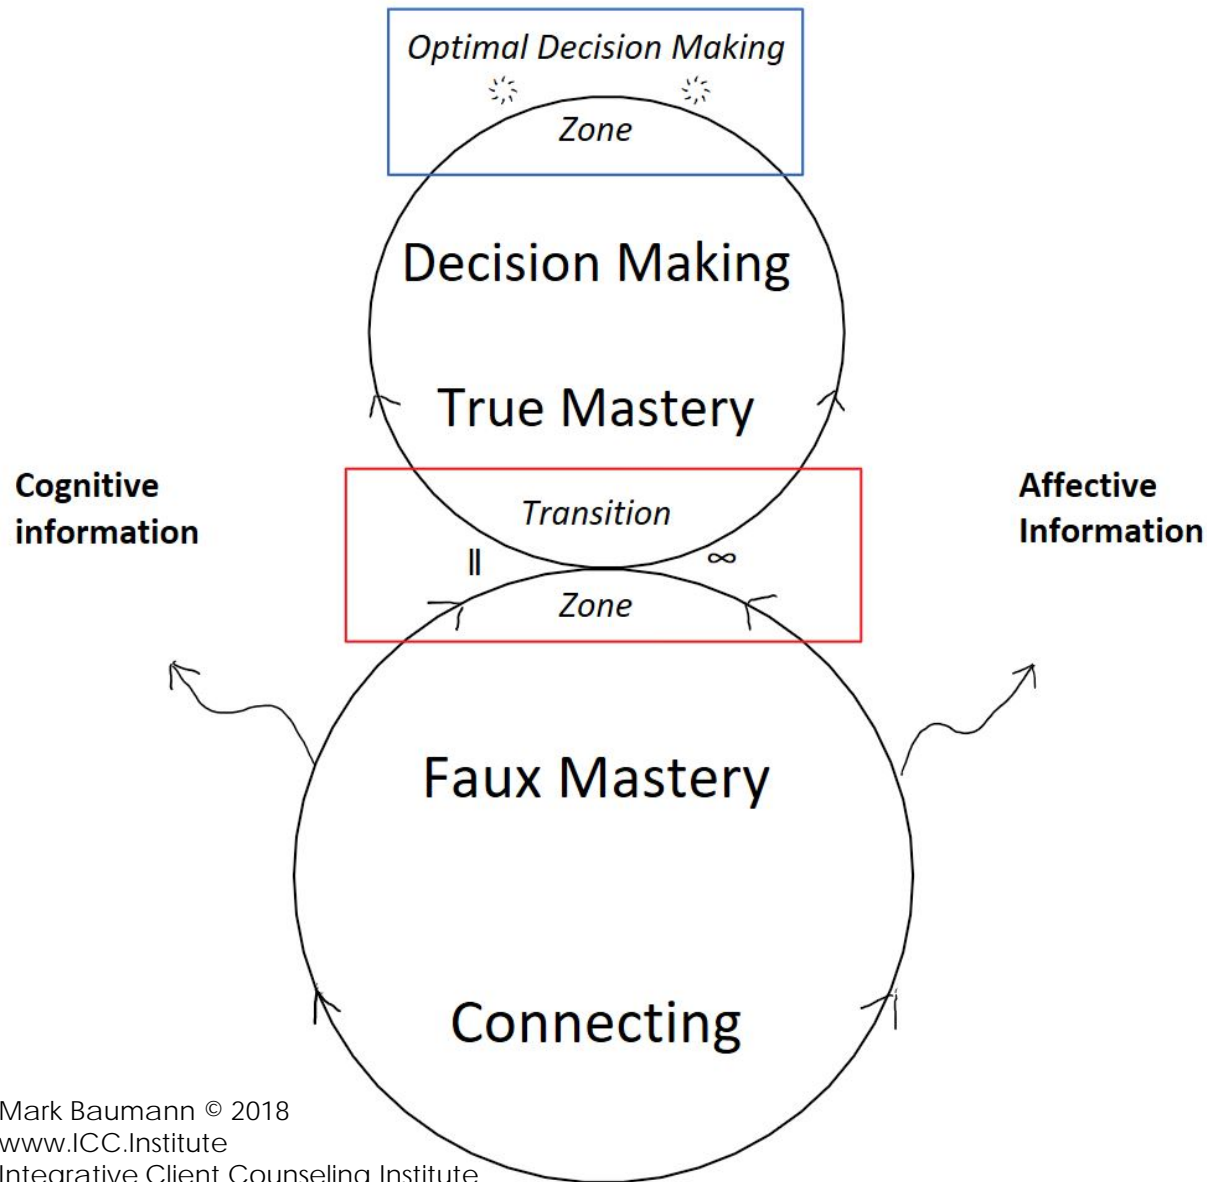 Optimal Decision Making
Zone
Decision Making
True Mastery
Cognitive
information
Affective
Information
Transition
|| ∞
Zone
Faux Mastery
Connecting
Mark Baumann © 2018
www.ICC.Institute
Integrative Client Counseling Institute